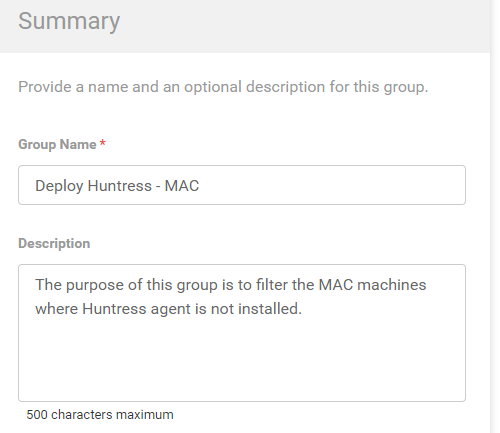 Summary
Provide a name and an optional description for this group.
Group Name *
Deploy Huntress - MAC
Description
The purpose of this group is to filter the MAC machines
where Huntress agent is not installed.
500 characters maximum